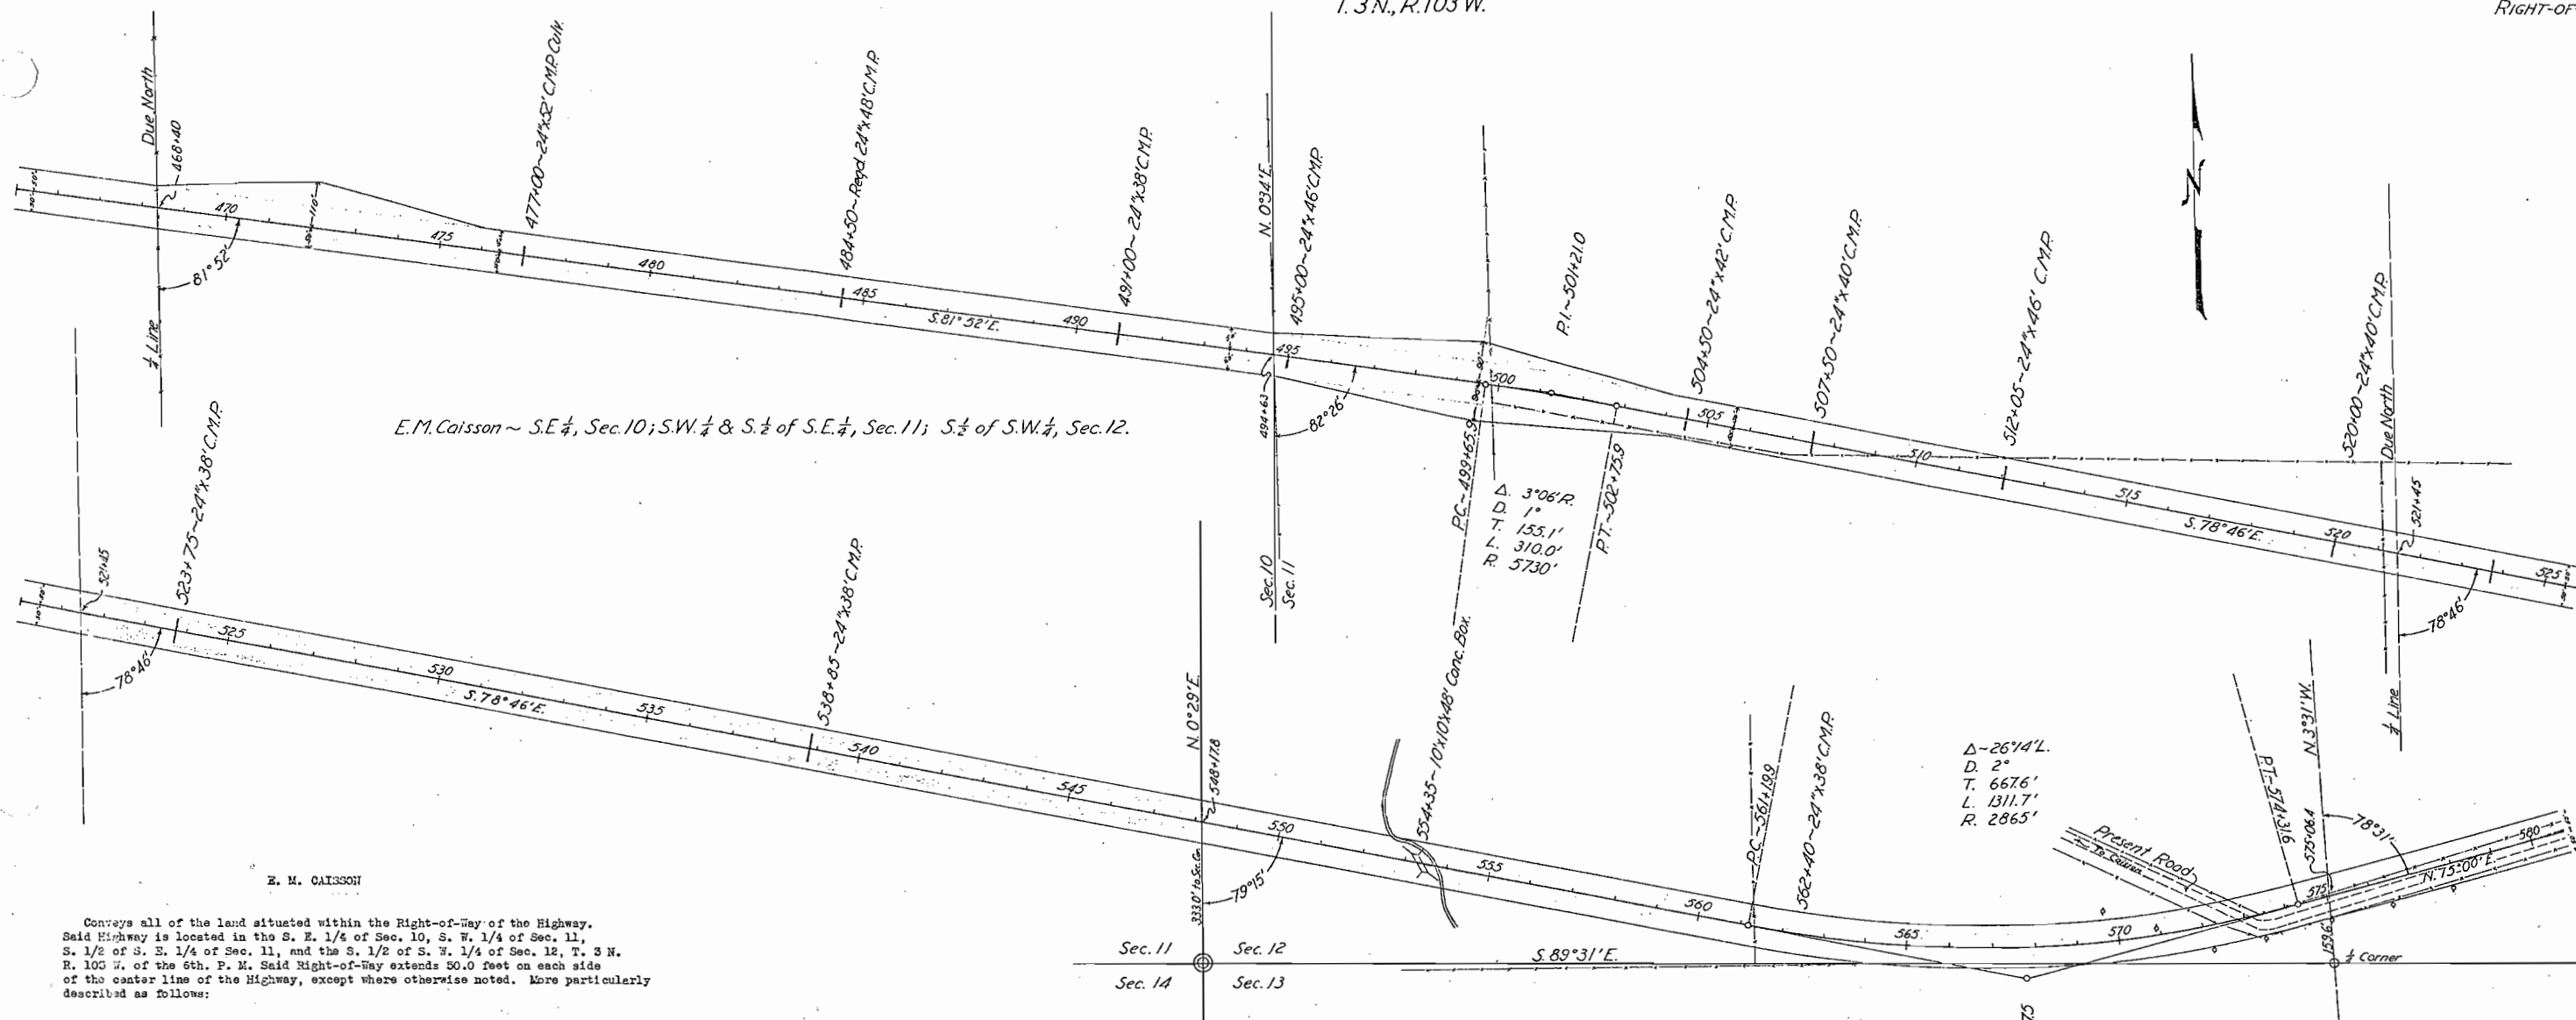 T. 3 N., R. 103 W.
RIGHT-OF
Due North
468+40
477+00~24"x52' C.M.P. Culv.
484+50~Reqd. 24"x48' C.M.P.
491+00~24"x38' C.M.P.
N. 0°34' E.
495+00~24"x46' C.M.P.
P.I.~501+21.0
504+50~24"x42' C.M.P.
507+50~24"x40' C.M.P.
512+05~24"x46' C.M.P.
520+00~24"x40' C.M.P.
Due North
N
470
475
480
485
490
495
500
505
510
515
520
525
110'
81°52'
S. 81°52' E.
¼ Line
494+63
82°26'
P.C.~499+65.9
P.T.~502+75.9
S. 78°46' E.
521+45
78°46'
¼ Line
Sec. 10
Sec. 11
Δ. 3°06' R.
D. 1°
T. 155.1'
L. 310.0'
R. 5730'
E.M. Caisson ~ S.E ¼, Sec. 10; S.W. ¼ & S. ½ of S.E. ¼, Sec. 11; S. ½ of S.W. ¼, Sec. 12.
521+45
523+75~24"x38' C.M.P.
538+85~24"x38' C.M.P.
N. 0°29' E.
548+17.8
554+35~10'x10'x48' Conc. Box.
P.C.~561+19.9
562+40~24"x38' C.M.P.
Δ~26°14' L.
D. 2°
T. 667.6'
L. 1311.7'
R. 2865'
P.T.~574+31.6
N. 3°31' W.
575+06.4
78°31'
525
530
535
540
545
550
555
560
565
570
575
580
78°46'
S. 78°46' E.
333.0' to Sec. Cor.
79°15'
Present Road
To Caisson
N. 75°00' E.
159.6'
Sec. 11
Sec. 12
S. 89°31' E.
¼ Corner
Sec. 14
Sec. 13
E. M. CAISSON
Conveys all of the land situated within the Right-of-Way of the Highway.
Said Highway is located in the S. E. 1/4 of Sec. 10, S. W. 1/4 of Sec. 11,
S. 1/2 of S. E. 1/4 of Sec. 11, and the S. 1/2 of S. W. 1/4 of Sec. 12, T. 3 N.
R. 103 W. of the 6th. P. M. Said Right-of-Way extends 50.0 feet on each side
of the center line of the Highway, except where otherwise noted. More particularly
described as follows: